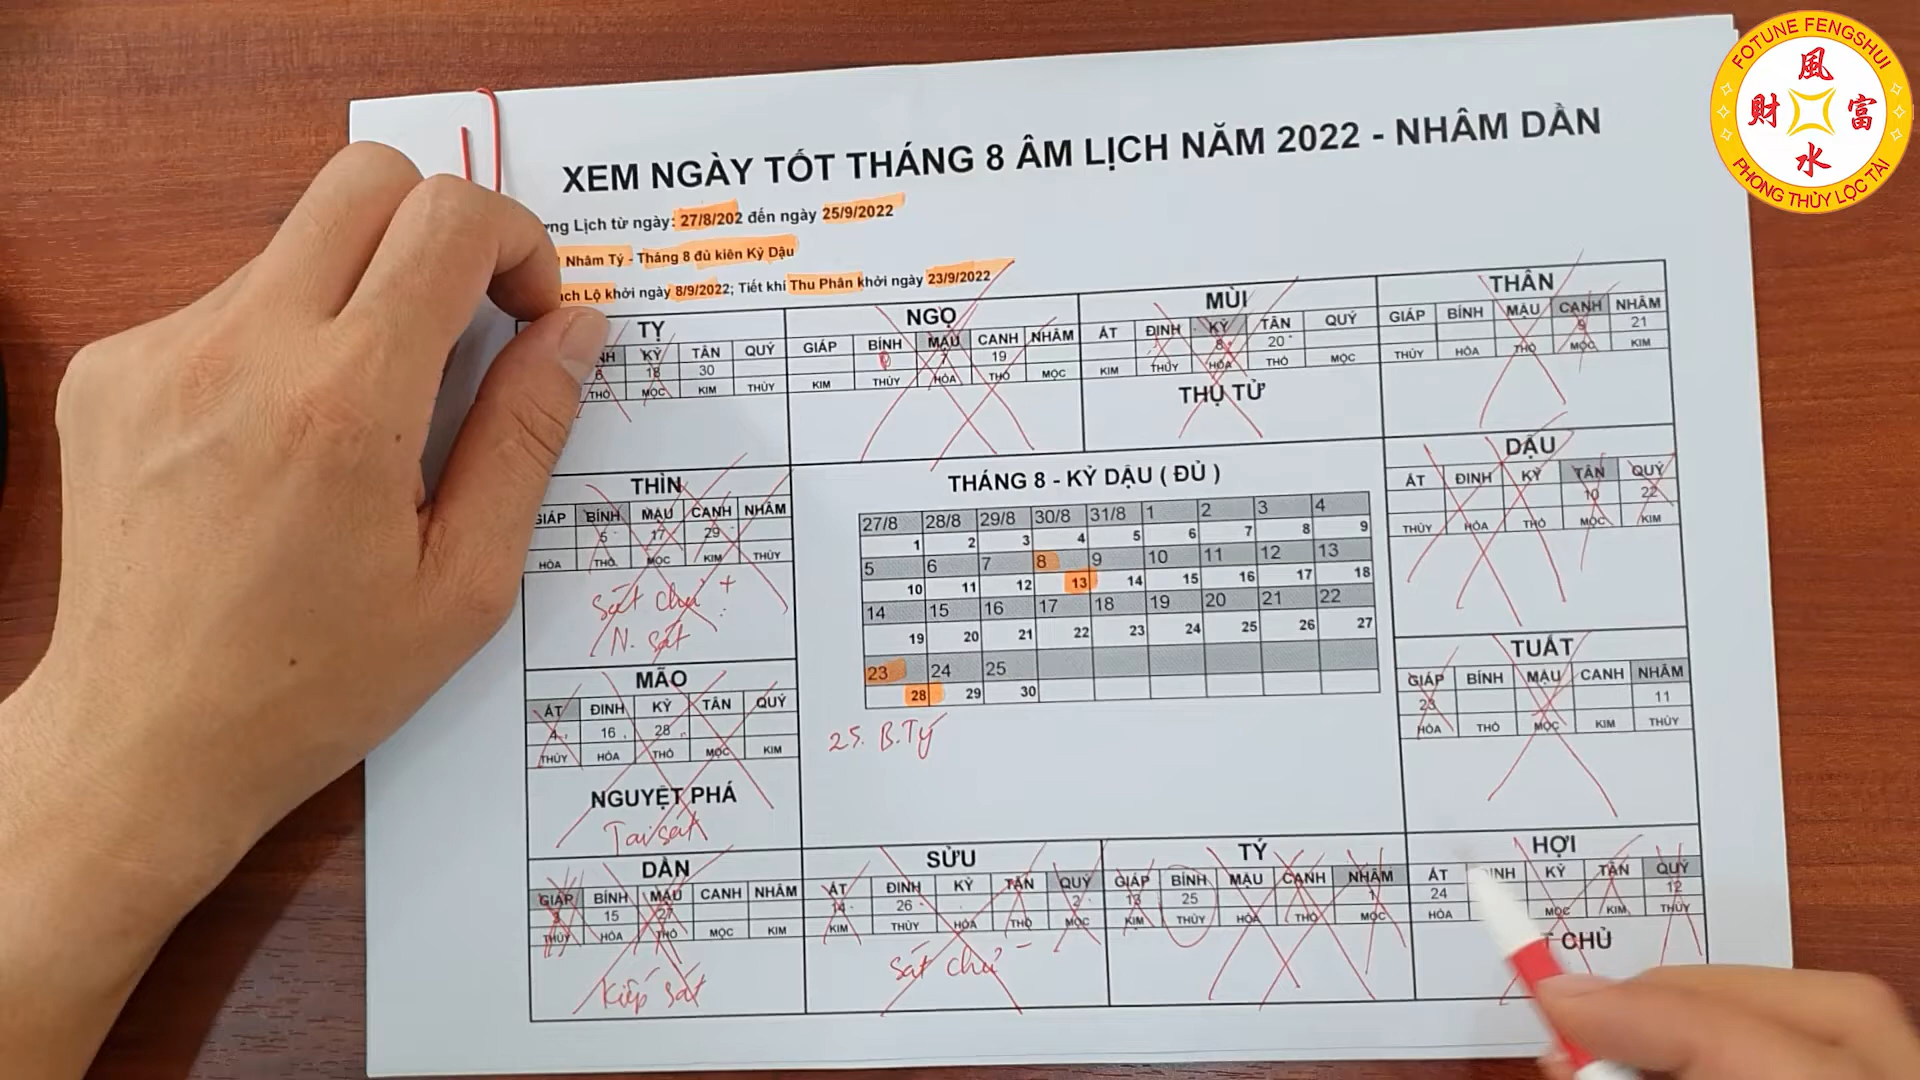 FOTUNE FENGSHUI
風
財 富
水
PHONG THỦY LỘC TÀI
XEM NGÀY TỐT THÁNG 8 ÂM LỊCH NĂM 2022 - NHÂM DẦN
Lịch từ ngày: 27/8/202 đến ngày 25/9/2022
Nhâm Tý - Tháng 8 đủ kiên Kỷ Dậu
Lộ khởi ngày 8/9/2022; Tiết khí Thu Phân khởi ngày 23/9/2022
TỴ
KỶ TÂN QUÝ
6 18 30
THỔ MỘC KIM THỦY
NGỌ
GIÁP BÍNH MẬU CANH NHÂM
7 19
KIM THỦY HỎA THỔ MỘC
MÙI
ÁT ĐINH KỶ TÂN QUÝ
8 20
KIM THỦY HỎA THỔ MỘC
THỤ TỬ
THÂN
GIÁP BÍNH MẬU CANH NHÂM
9 21
THỦY HỎA THỔ MỘC KIM
THÌN
GIÁP BÍNH MẬU CANH NHÂM
5 17 29
HỎA THỔ MỘC KIM THỦY
Sát chủ +
N. sát
THÁNG 8 - KỶ DẬU ( ĐỦ )
27/8 28/8 29/8 30/8 31/8 1 2 3 4
1 2 3 4 5 6 7 8 9
5 6 7 8 9 10 11 12 13
10 11 12 13 14 15 16 17 18
14 15 16 17 18 19 20 21 22
19 20 21 22 23 24 25 26 27
23 24 25
28 29 30
25. B.Tý
DẬU
ÁT ĐINH KỶ TÂN QUÝ
10 22
THỦY HỎA THỔ MỘC KIM
MÃO
ÁT ĐINH KỶ TÂN QUÝ
4 16 28
THỦY HỎA THỔ MỘC KIM
NGUYỆT PHÁ
Tai sát
TUẤT
GIÁP BÍNH MẬU CANH NHÂM
23 11
HỎA THỔ MỘC KIM THỦY
DẦN
GIÁP BÍNH MẬU CANH NHÂM
3 15 27
THỦY HỎA THỔ MỘC KIM
Kiếp sát
SỬU
ÁT ĐINH KỶ TÂN QUÝ
14 26 2
KIM THỦY HỎA THỔ MỘC
Sát chủ -
TÝ
GIÁP BÍNH MẬU CANH NHÂM
13 25 1
KIM THỦY HỎA THỔ MỘC
HỢI
ÁT KỶ TÂN QUÝ
24 12
HỎA MỘC KIM THỦY
CHỦ